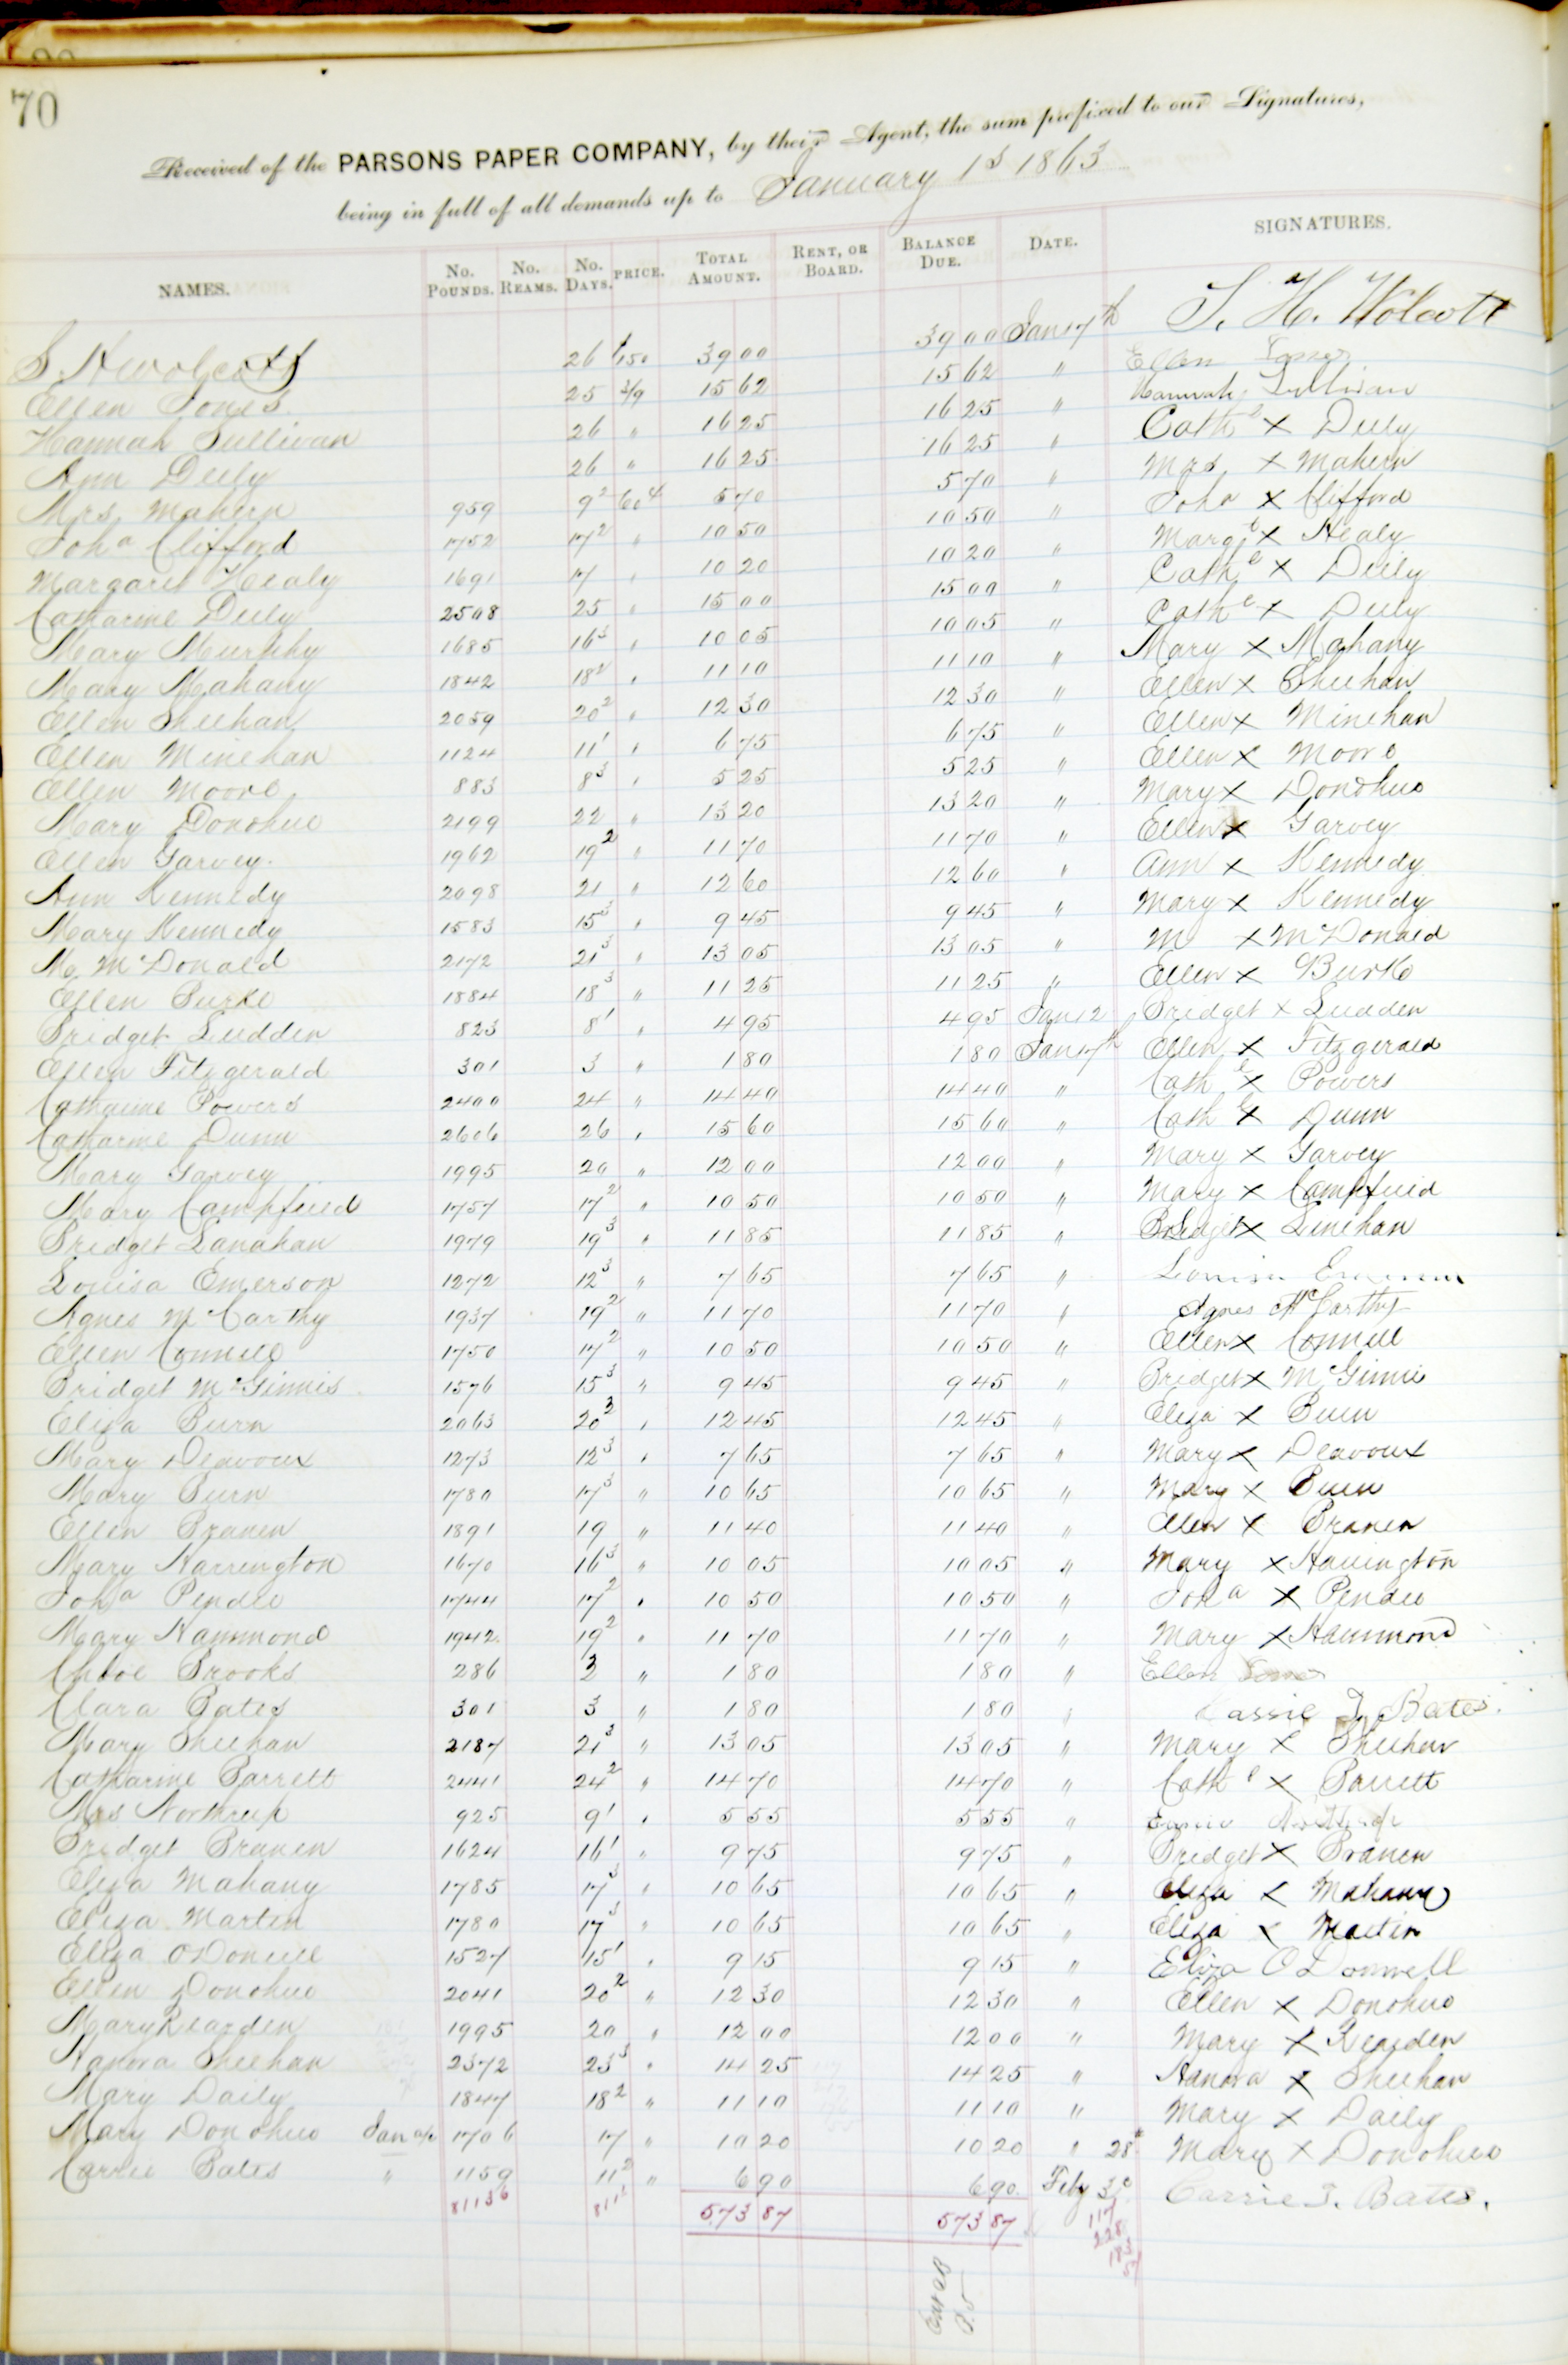 70
Received of the PARSONS PAPER COMPANY, by their Agent, the sum prefixed to our Signatures,
being in full of all demands up to January 1st 1863
NAMES. No. POUNDS. No. REAMS. No. DAYS. PRICE. TOTAL AMOUNT. RENT, OR BOARD. BALANCE DUE. DATE. SIGNATURES.
S. H. Wolcott 26 1.50 39 00 39 00 Jan 17th S. H. Wolcott
Ellen Jones 25 3/9 15 62 15 62 " Ellen Jones
Hannah Sullivan 26 " 16 25 16 25 " Hannah Sullivan
Ann Deely 26 " 16 25 16 25 " Cath e x Deely
Mrs. Mahern 959 9 2 60 5 70 5 70 " Mrs. x Mahern
Joh a Clifford 1752 17 2 " 10 50 10 50 " Joh a x Clifford
Margaret Healy 1691 17 " 10 20 10 20 " Marg t x Healy
Catharine Deely 2508 25 " 15 00 15 00 " Cath e x Deely
Mary Murphy 1685 16 3 " 10 05 10 05 " Cath e x Deely
Mary Mahany 1842 18 2 " 11 10 11 10 " Mary x Mahany
Ellen Sheehan 2059 20 2 " 12 30 12 30 " Ellen x Sheehan
Ellen Minehan 1124 11 1 " 6 75 6 75 " Ellen x Minehan
Ellen Moore 883 8 3 " 5 25 5 25 " Ellen x Moore
Mary Donohue 2199 22 " 13 20 13 20 " Mary x Donohue
Ellen Garvey 1962 19 2 " 11 70 11 70 " Ellen x Garvey
Ann Kennedy 2098 21 " 12 60 12 60 " Ann x Kennedy
Mary Kennedy 1583 15 3 " 9 45 9 45 " Mary x Kennedy
M. McDonald 2172 21 3 " 13 05 13 05 " M x McDonald
Ellen Burke 1884 18 3 " 11 25 11 25 " Ellen x Burke
Bridget Ludden 823 8 1 " 4 95 4 95 Jan 12 Bridget x Ludden
Ellen Fitzgerald 301 3 " 1 80 1 80 Jan 17th Ellen x Fitzgerald
Catharine Powers 2400 24 " 14 40 14 40 " Cath e x Powers
Catharine Dunn 2606 26 " 15 60 15 60 " Cath e x Dunn
Mary Garvey 1995 20 " 12 00 12 00 " Mary x Garvey
Mary Campfield 1757 17 2 " 10 50 10 50 " Mary x Campfield
Bridget Lanahan 1979 19 3 " 11 85 11 85 " Bridget x Linehan
Louisa Emerson 1272 12 3 " 7 65 7 65 " Louisa Emerson
Agnes McCarthy 1937 19 2 " 11 70 11 70 " Agnes McCarthy
Ellen Connell 1750 17 2 " 10 50 10 50 " Ellen x Connell
Bridget McGinnis 1576 15 3 " 9 45 9 45 " Bridget x McGinnis
Eliza Burn 2063 20 3 " 12 45 12 45 " Eliza x Burn
Mary Deavoux 1273 12 3 " 7 65 7 65 " Mary x Deavoux
Mary Burn 1780 17 3 " 10 65 10 65 " Mary x Burn
Ellen Branen 1891 19 " 11 40 11 40 " Ellen x Branen
Mary Harrington 1670 16 3 " 10 05 10 05 " Mary x Harrington
Joh a Pendee 1744 17 2 " 10 50 10 50 " Joh a x Pendee
Mary Hammond 1942 19 2 " 11 70 11 70 " Mary x Hammond
Chloe Brooks 286 3 " 1 80 1 80 " Ellen Jones
Clara Bates 301 3 " 1 80 1 80 " Cassie J. Bates.
Mary Sheehan 2187 21 3 " 13 05 13 05 " Mary x Sheehan
Catharine Barrett 2441 24 2 " 14 70 14 70 " Cath e x Barrett
Mrs Northrup 925 9 1 " 5 55 5 55 "
Bridget Branen 1624 16 1 " 9 75 9 75 " Bridget x Branen
Eliza Mahany 1785 17 3 " 10 65 10 65 " Eliza x Mahany
Eliza Martin 1780 17 3 " 10 65 10 65 " Eliza x Martin
Eliza O'Donnell 1527 15 1 " 9 15 9 15 " Eliza O'Donnell
Ellen Donohue 2041 20 2 " 12 30 12 30 " Ellen x Donohue
Mary Rearden 1995 20 " 12 00 12 00 " Mary x Rearden
Hanora Sheehan 2372 23 3 " 14 25 14 25 " Hanora x Sheehan
Mary Daily 1847 18 2 " 11 10 11 10 " Mary x Daily
Mary Donohue Jan 1706 17 " 10 20 10 20 " 28 Mary x Donohue
Carrie Bates " 1159 11 2 " 6 90 6 90 Feby 3d Carrie J. Bates.
81136 811 573 87 573 87 117
228